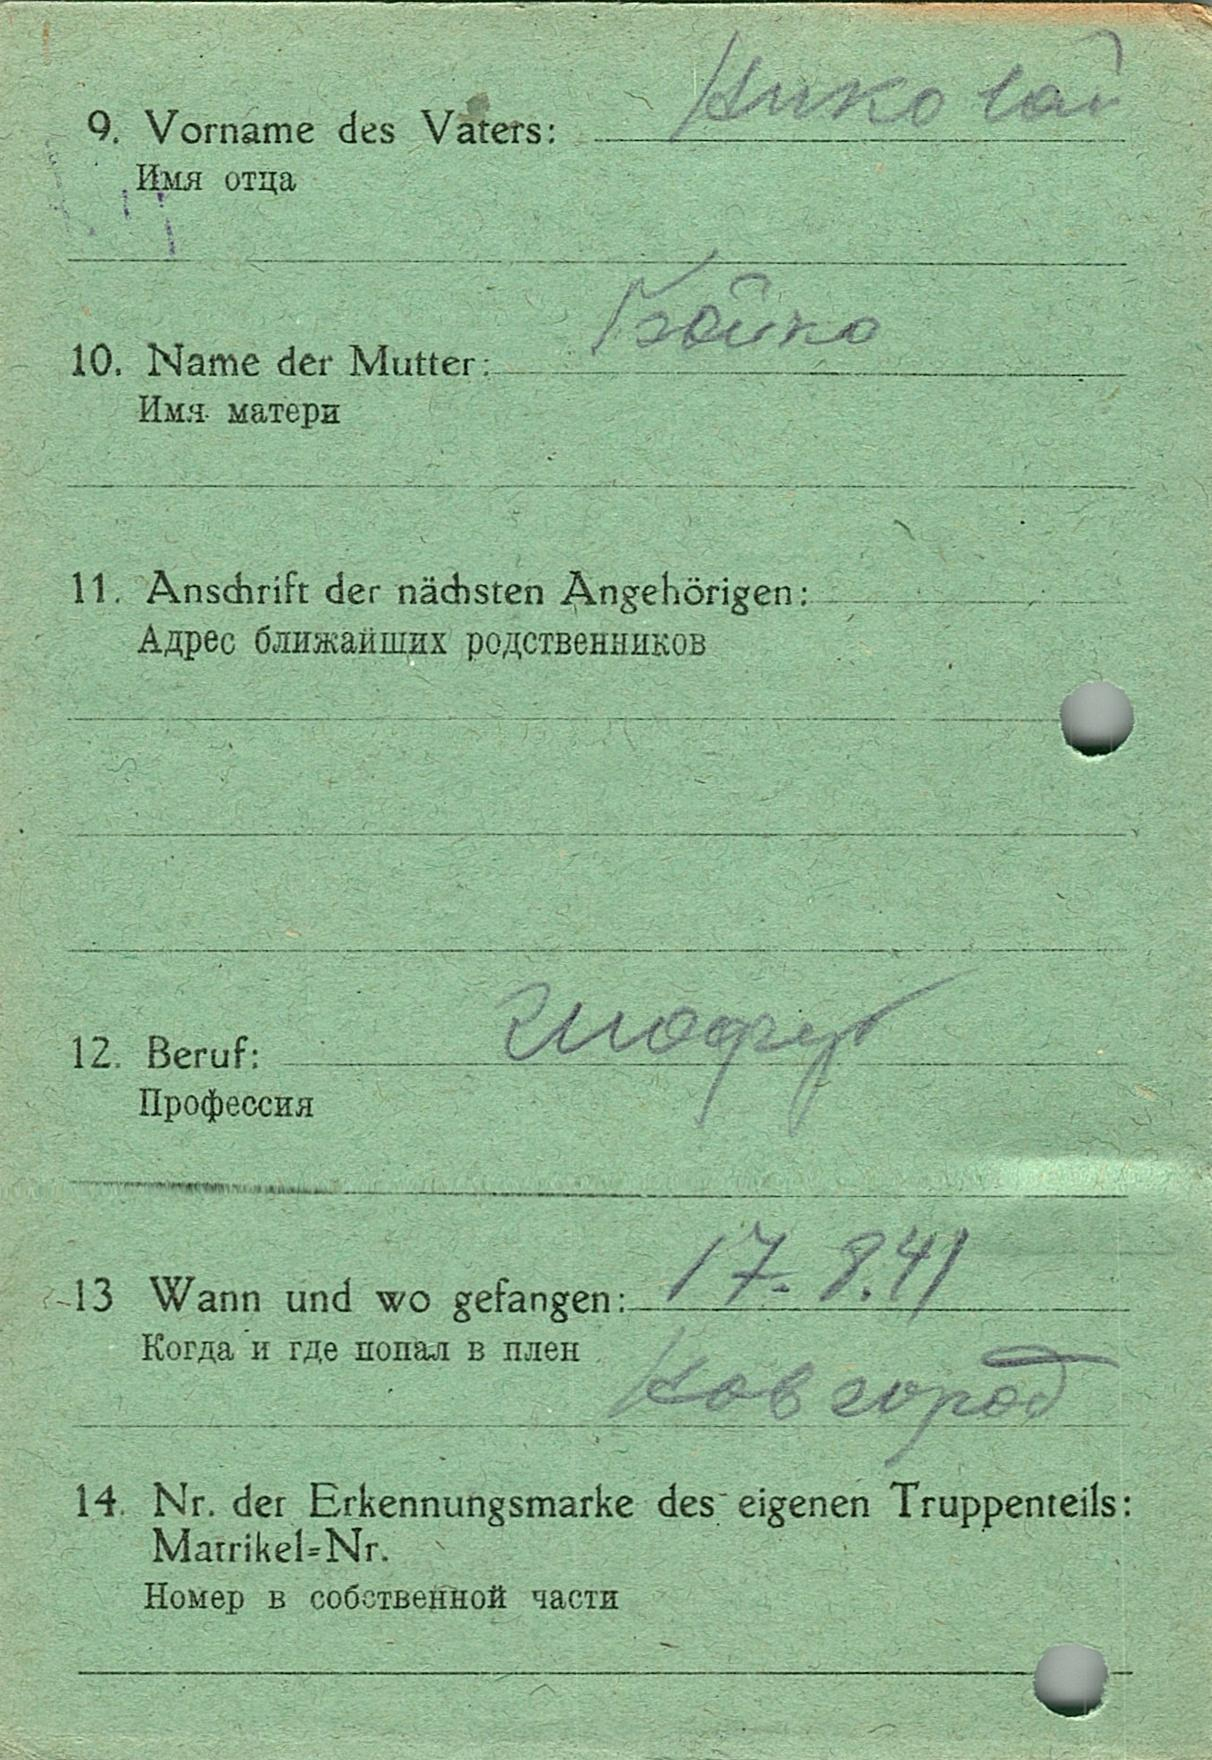 9. Vorname des Vaters: Николай
Имя отца
10. Name der Mutter: Бойко
Имя матери
11. Anschrift der nächsten Angehörigen:
Адрес ближайших родственников
12. Beruf:
Профессия
13 Wann und wo gefangen: 17.8.41
Когда и где попал в плен Новгород
14. Nr. der Erkennungsmarke des eigenen Truppenteils:
Matrikel=Nr.
Номер в собственной части